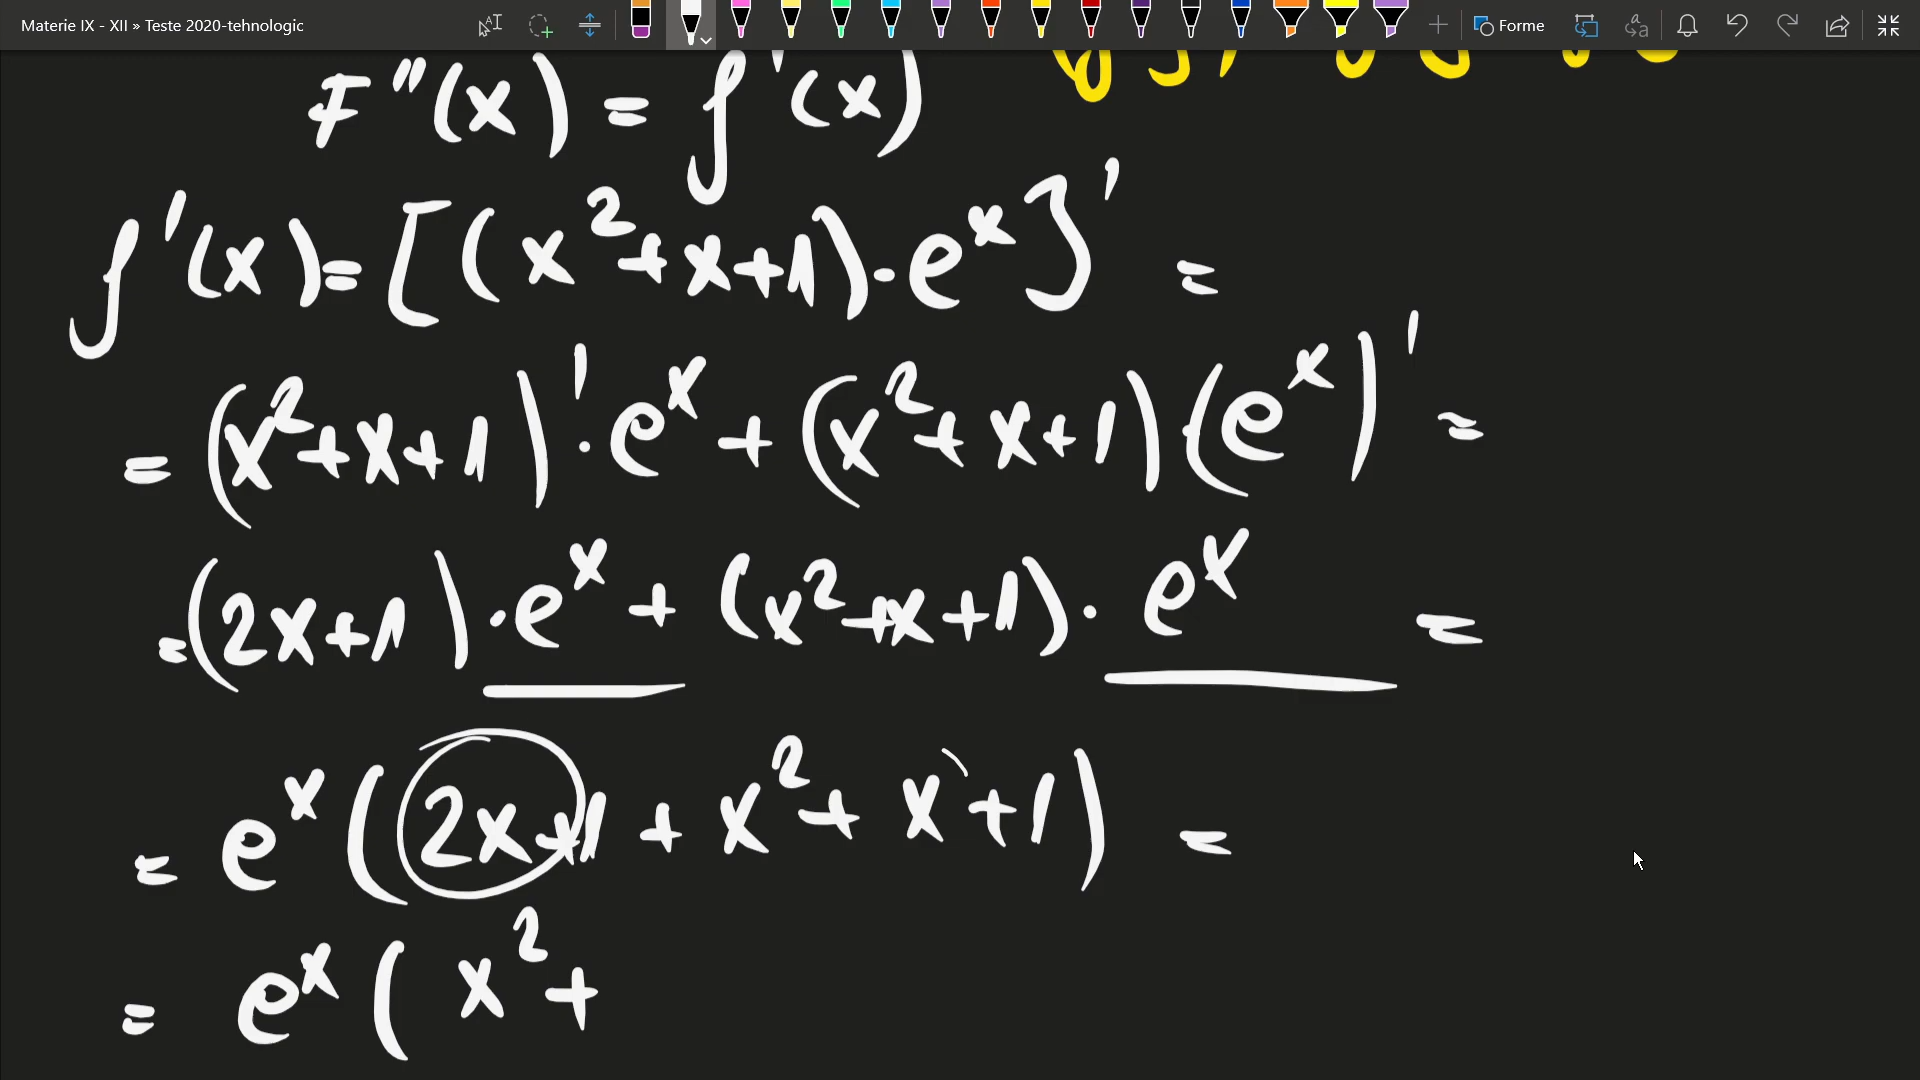 Materie IX - XII » Teste 2020-tehnologic
Forme
F''(x) = f'(x)
f'(x) = [(x²+x+1)·eˣ]' =
= (x²+x+1)'·eˣ + (x²+x+1)(eˣ)' =
= (2x+1)·eˣ + (x²+x+1)·eˣ =
= eˣ(2x+1 + x²+x+1) =
= eˣ(x²+